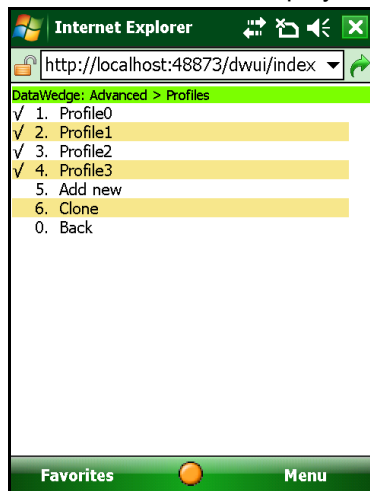 Internet Explorer
http://localhost:48873/dwui/index
DataWedge: Advanced > Profiles
√ 1. Profile0
√ 2. Profile1
√ 3. Profile2
√ 4. Profile3
5. Add new
6. Clone
0. Back
Favorites Menu